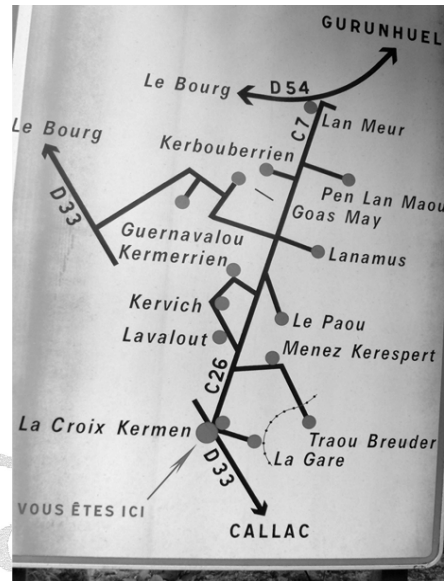 GURUNHUEL
D54
Le Bourg
Le Bourg
C7
Lan Meur
Kerbouberrien
Pen Lan Maou
D33
Goas May
Guernavalou
Kermerrien
Lanamus
Kervich
Le Paou
Lavalout
Menez Kerespert
C26
La Croix Kermen
Traou Breuder
La Gare
D33
VOUS ÊTES ICI
CALLAC